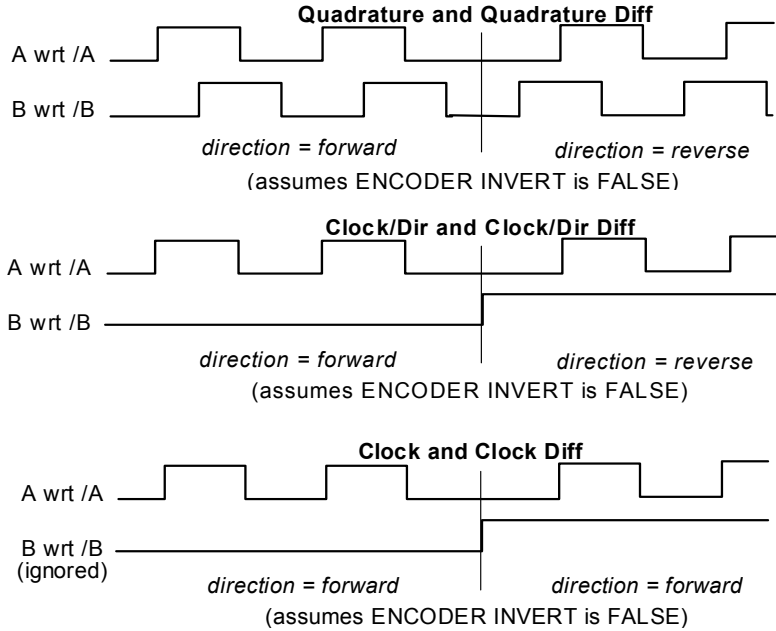 Quadrature and Quadrature Diff
A wrt /A
B wrt /B
direction = forward direction = reverse
(assumes ENCODER INVERT is FALSE)
Clock/Dir and Clock/Dir Diff
A wrt /A
B wrt /B
direction = forward direction = reverse
(assumes ENCODER INVERT is FALSE)
Clock and Clock Diff
A wrt /A
B wrt /B
(ignored)
direction = forward direction = forward
(assumes ENCODER INVERT is FALSE)